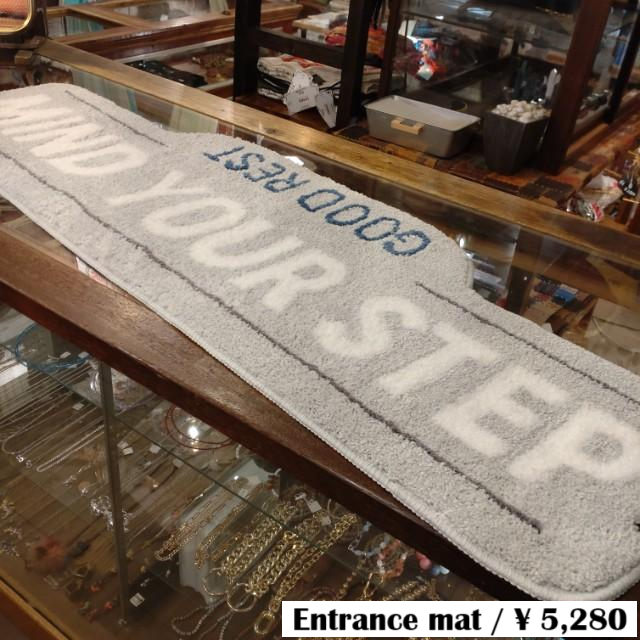 GOOD REST
MIND YOUR STEP
Entrance mat / ¥ 5,280